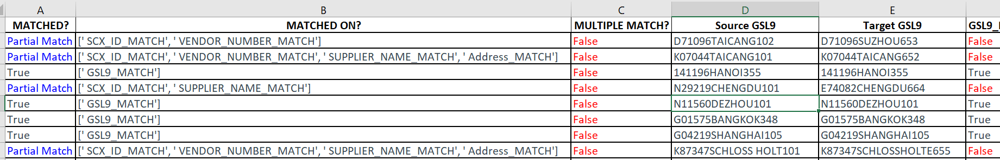 A B C D E
MATCHED? MATCHED ON? MULTIPLE MATCH? Source GSL9 Target GSL9 GSL9_
Partial Match [' SCX_ID_MATCH', ' VENDOR_NUMBER_MATCH'] False D71096TAICANG102 D71096SUZHOU653 False
Partial Match [' SCX_ID_MATCH', ' VENDOR_NUMBER_MATCH', ' SUPPLIER_NAME_MATCH', ' Address_MATCH'] False K07044TAICANG101 K07044TAICANG652 False
True [' GSL9_MATCH'] False 141196HANOI355 141196HANOI355 True
Partial Match [' SCX_ID_MATCH', ' SUPPLIER_NAME_MATCH'] False N29219CHENGDU101 E74082CHENGDU664 False
True [' GSL9_MATCH'] False N11560DEZHOU101 N11560DEZHOU101 True
True [' GSL9_MATCH'] False G01575BANGKOK348 G01575BANGKOK348 True
True [' GSL9_MATCH'] False G04219SHANGHAI105 G04219SHANGHAI105 True
Partial Match [' SCX_ID_MATCH', ' VENDOR_NUMBER_MATCH', ' SUPPLIER_NAME_MATCH', ' Address_MATCH'] False K87347SCHLOSS HOLT101 K87347SCHLOSSHOLTE655 False